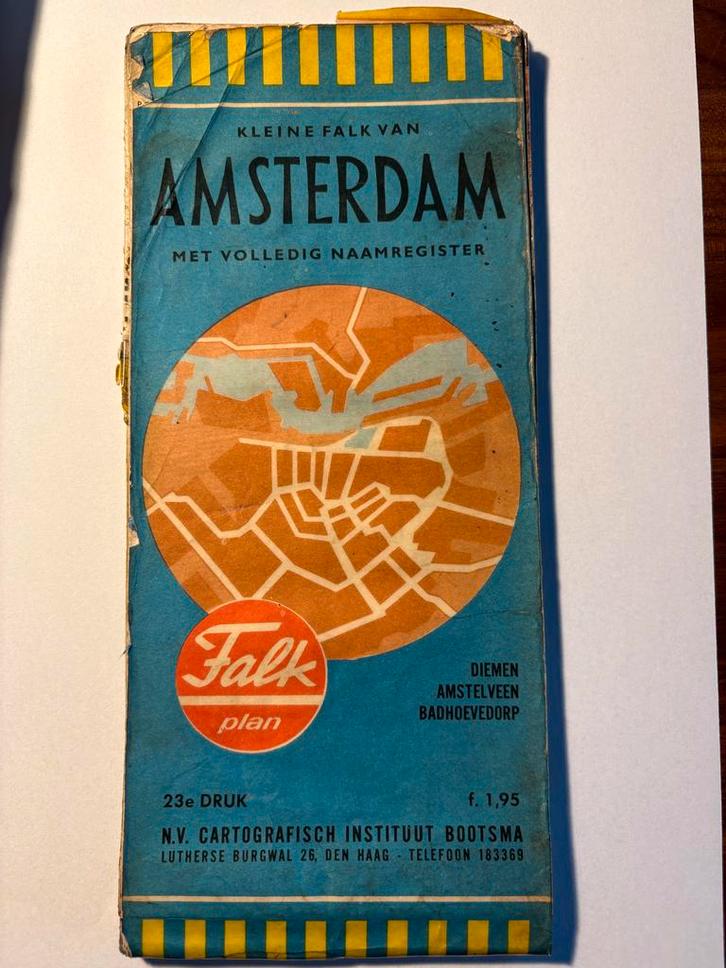 KLEINE FALK VAN
AMSTERDAM
MET VOLLEDIG NAAMREGISTER
Falk
plan
DIEMEN
AMSTELVEEN
BADHOEVEDORP
23e DRUK f. 1,95
N.V. CARTOGRAFISCH INSTITUUT BOOTSMA
LUTHERSE BURGWAL 26, DEN HAAG - TELEFOON 183369